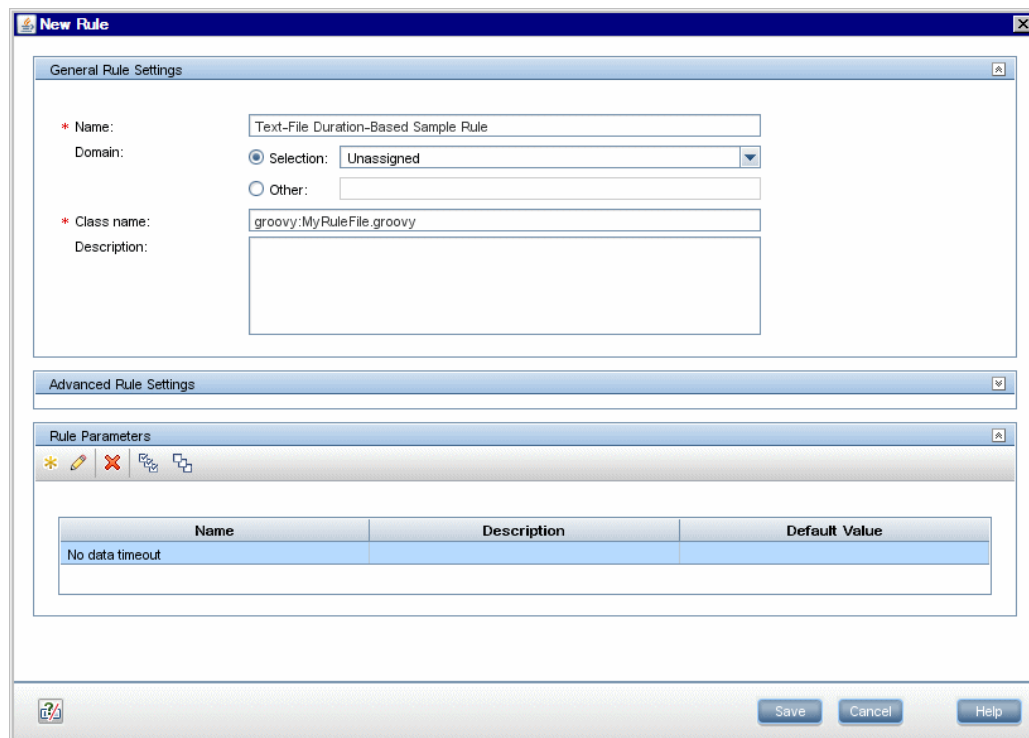 New Rule
General Rule Settings
* Name: Text-File Duration-Based Sample Rule
Domain: Selection: Unassigned
Other:
* Class name: groovy:MyRuleFile.groovy
Description:
Advanced Rule Settings
Rule Parameters
Name Description Default Value
No data timeout
Save Cancel Help